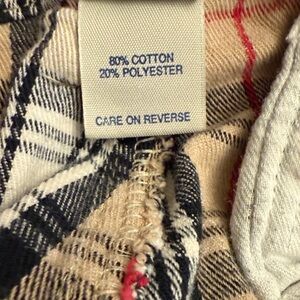 80% COTTON
20% POLYESTER
CARE ON REVERSE